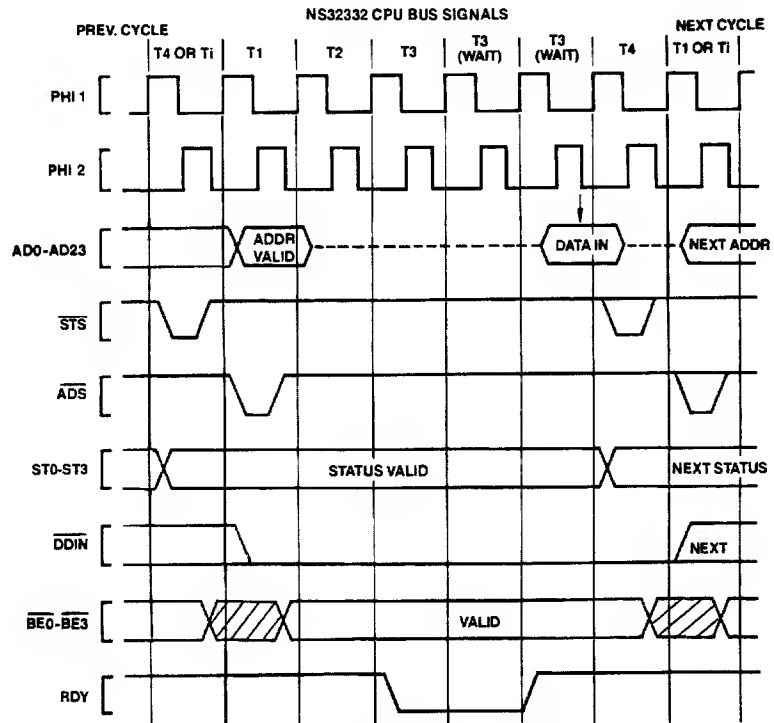 NS32332 CPU BUS SIGNALS
PREV. CYCLE
NEXT CYCLE
T4 OR Ti
T1
T2
T3
T3 (WAIT)
T3 (WAIT)
T4
T1 OR Ti
PHI 1
PHI 2
AD0-AD23
ADDR VALID
DATA IN
NEXT ADDR
STS
ADS
ST0-ST3
STATUS VALID
NEXT STATUS
DDIN
NEXT
BE0-BE3
VALID
RDY